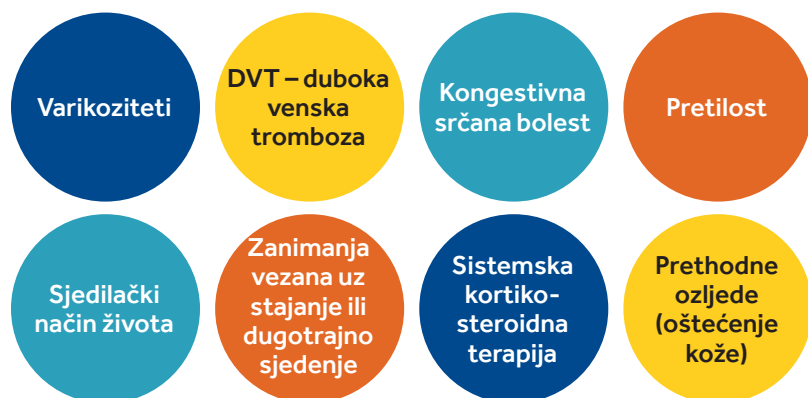 Varikoziteti
DVT – duboka
venska
tromboza
Kongestivna
srčana bolest
Pretilost
Sjedilački
način života
Zanimanja
vezana uz
stajanje ili
dugotrajno
sjedenje
Sistemska
kortiko-
steroidna
terapija
Prethodne
ozljede
(oštećenje
kože)